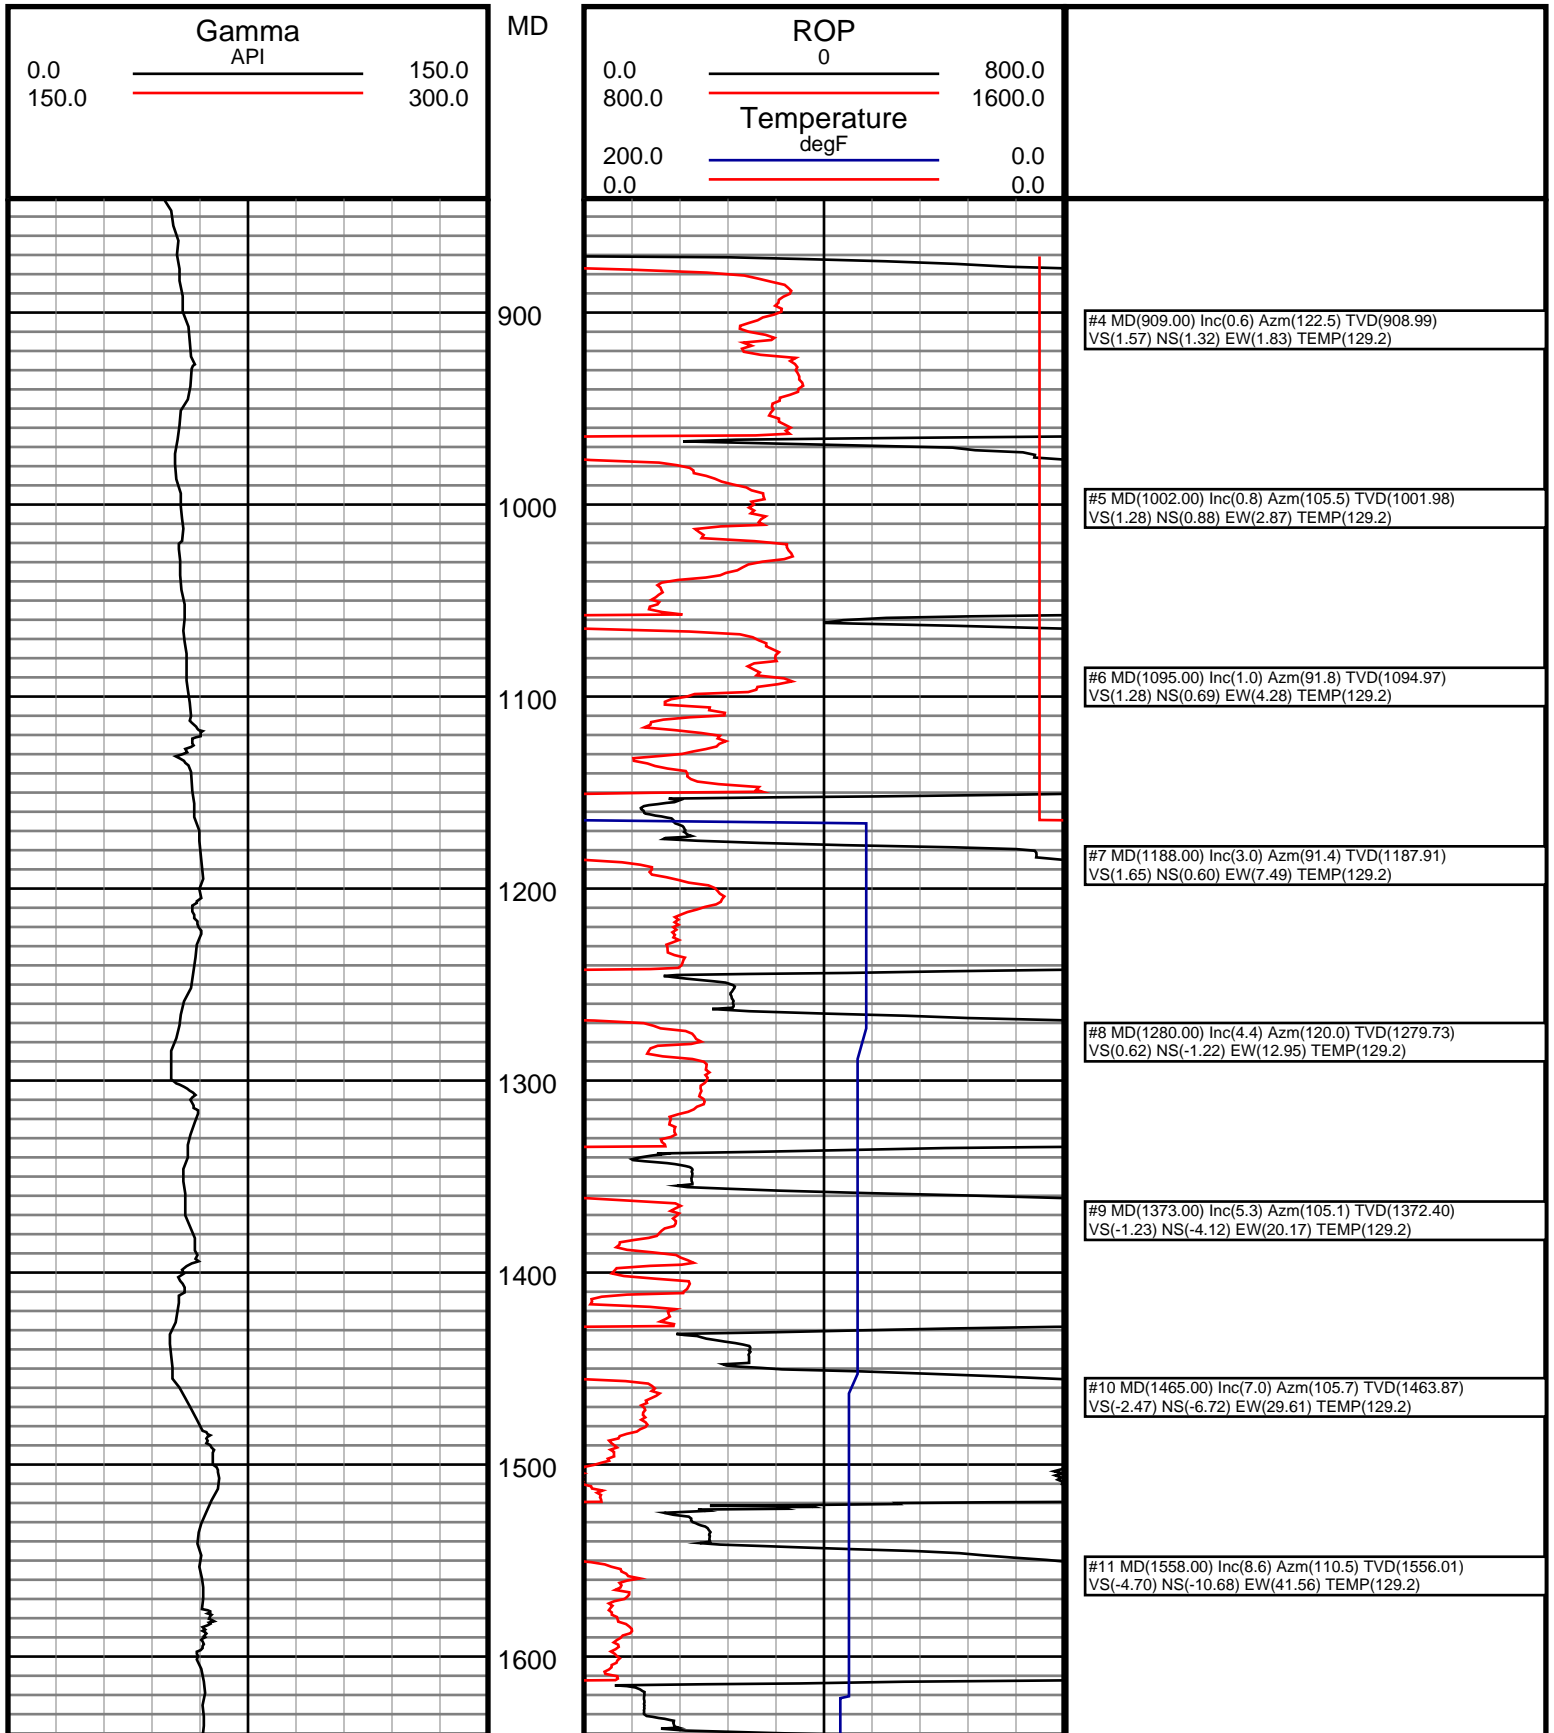 Gamma
API
0.0 150.0
150.0 300.0
MD
ROP
0
0.0 800.0
800.0 1600.0
Temperature
degF
200.0 0.0
0.0 0.0
900
#4 MD(909.00) Inc(0.6) Azm(122.5) TVD(908.99)
VS(1.57) NS(1.32) EW(1.83) TEMP(129.2)
1000
#5 MD(1002.00) Inc(0.8) Azm(105.5) TVD(1001.98)
VS(1.28) NS(0.88) EW(2.87) TEMP(129.2)
1100
#6 MD(1095.00) Inc(1.0) Azm(91.8) TVD(1094.97)
VS(1.28) NS(0.69) EW(4.28) TEMP(129.2)
1200
#7 MD(1188.00) Inc(3.0) Azm(91.4) TVD(1187.91)
VS(1.65) NS(0.60) EW(7.49) TEMP(129.2)
1300
#8 MD(1280.00) Inc(4.4) Azm(120.0) TVD(1279.73)
VS(0.62) NS(-1.22) EW(12.95) TEMP(129.2)
1400
#9 MD(1373.00) Inc(5.3) Azm(105.1) TVD(1372.40)
VS(-1.23) NS(-4.12) EW(20.17) TEMP(129.2)
1500
#10 MD(1465.00) Inc(7.0) Azm(105.7) TVD(1463.87)
VS(-2.47) NS(-6.72) EW(29.61) TEMP(129.2)
1600
#11 MD(1558.00) Inc(8.6) Azm(110.5) TVD(1556.01)
VS(-4.70) NS(-10.68) EW(41.56) TEMP(129.2)